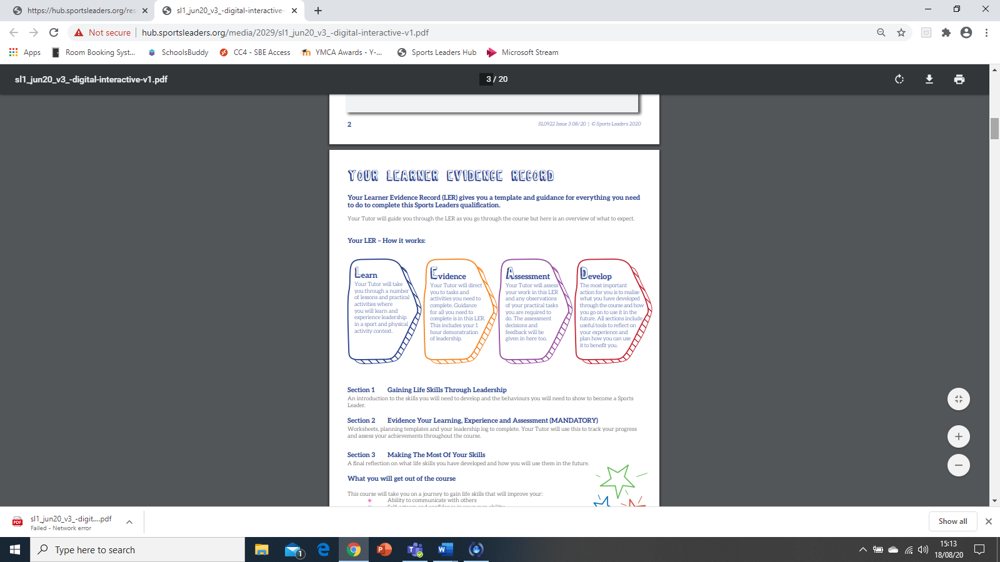 https://hub.sportsleaders.org/res
sl1_jun20_v3_-digital-interactive-
Not secure
hub.sportsleaders.org/media/2029/sl1_jun20_v3_-digital-interactive-v1.pdf
Apps
Room Booking Syst...
SchoolsBuddy
CC4 - SBE Access
YMCA Awards - Y-...
Sports Leaders Hub
Microsoft Stream
sl1_jun20_v3_-digital-interactive-v1.pdf
3 / 20
2
SL0922 Issue 3 08/20 | © Sports Leaders 2020
YOUR LEARNER EVIDENCE RECORD
Your Learner Evidence Record (LER) gives you a template and guidance for everything you need
to do to complete this Sports Leaders qualification.
Your Tutor will guide you through the LER as you go through the course but here is an overview of what to expect.
Your LER – How it works:
Learn
Your Tutor will take
you through a number
of lessons and practical
activities where
you will learn and
experience leadership
in a sport and physical
activity context.
Evidence
Your Tutor will direct
you to tasks and
activities you need to
complete. Guidance
for all you need to
complete is in this LER.
This includes your 1
hour demonstration
of leadership.
Assessment
Your Tutor will assess
your work in this LER
and any observations
of your practical tasks
you are required to
do. The assessment
decisions and
feedback will be
given in here too.
Develop
The most important
action for you is to realise
what you have developed
through the course and how
you go on to use it in the
future. All sections include
useful tools to reflect on
your experience and
plan how you can use
it to benefit you.
Section 1 Gaining Life Skills Through Leadership
An introduction to the skills you will need to develop and the behaviours you will need to show to become a Sports
Leader.
Section 2 Evidence Your Learning, Experience and Assessment (MANDATORY)
Worksheets, planning templates and your leadership log to complete. Your Tutor will use this to track your progress
and assess your achievements throughout the course.
Section 3 Making The Most Of Your Skills
A final reflection on what life skills you have developed and how you will use them in the future.
What you will get out of the course
This course will take you on a journey to gain life skills that will improve your:
Ability to communicate with others
sl1_jun20_v3_-digit....pdf
Failed - Network error
Show all
Type here to search
1
15:13
18/08/20